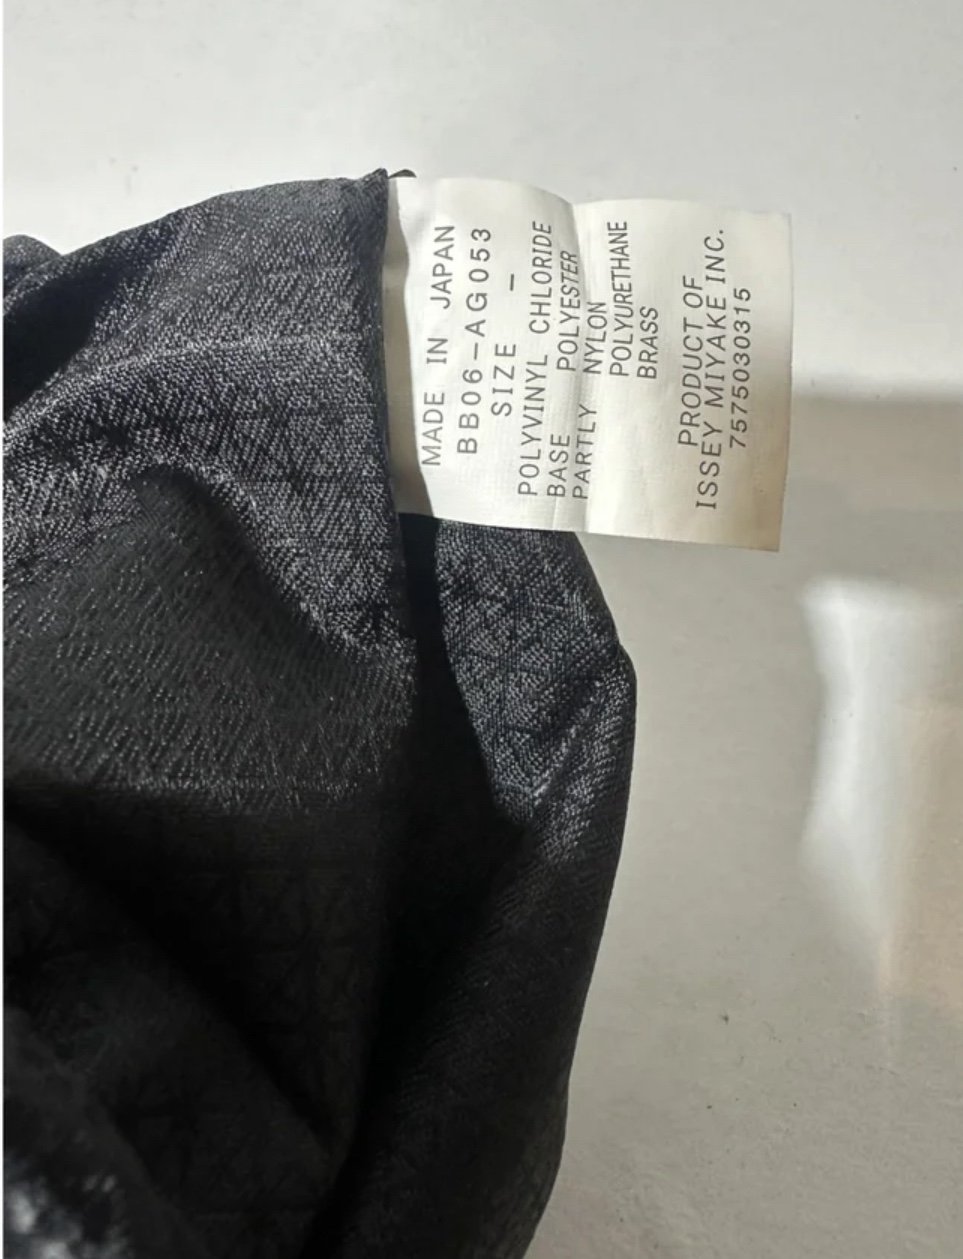 MADE IN JAPAN
BB06-AG053
SIZE -
POLYVINYL CHLORIDE
BASE POLYESTER
PARTLY NYLON
POLYURETHANE
BRASS
PRODUCT OF
ISSEY MIYAKE INC.
7575030315